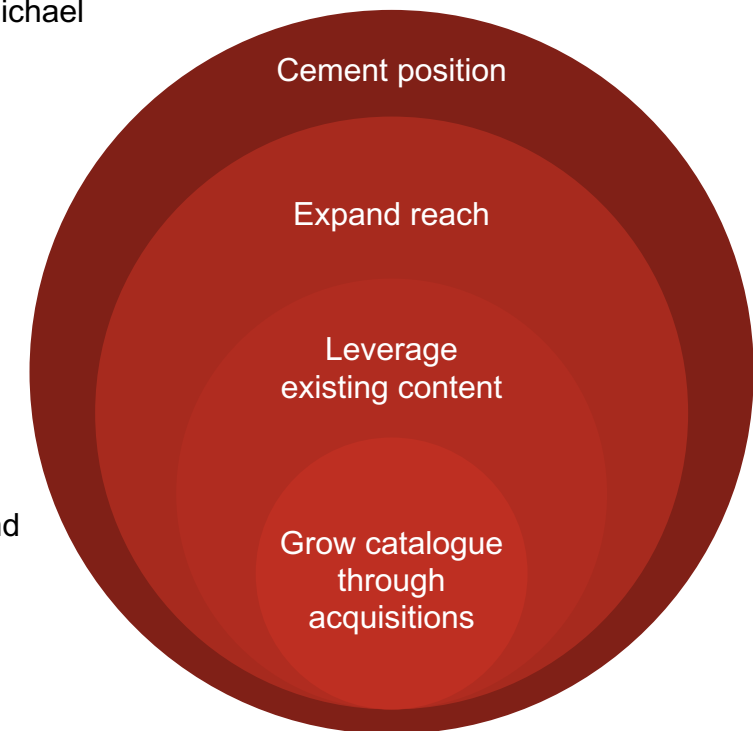 ichael
Cement position
Expand reach
Leverage
existing content
nd
Grow catalogue
through
acquisitions